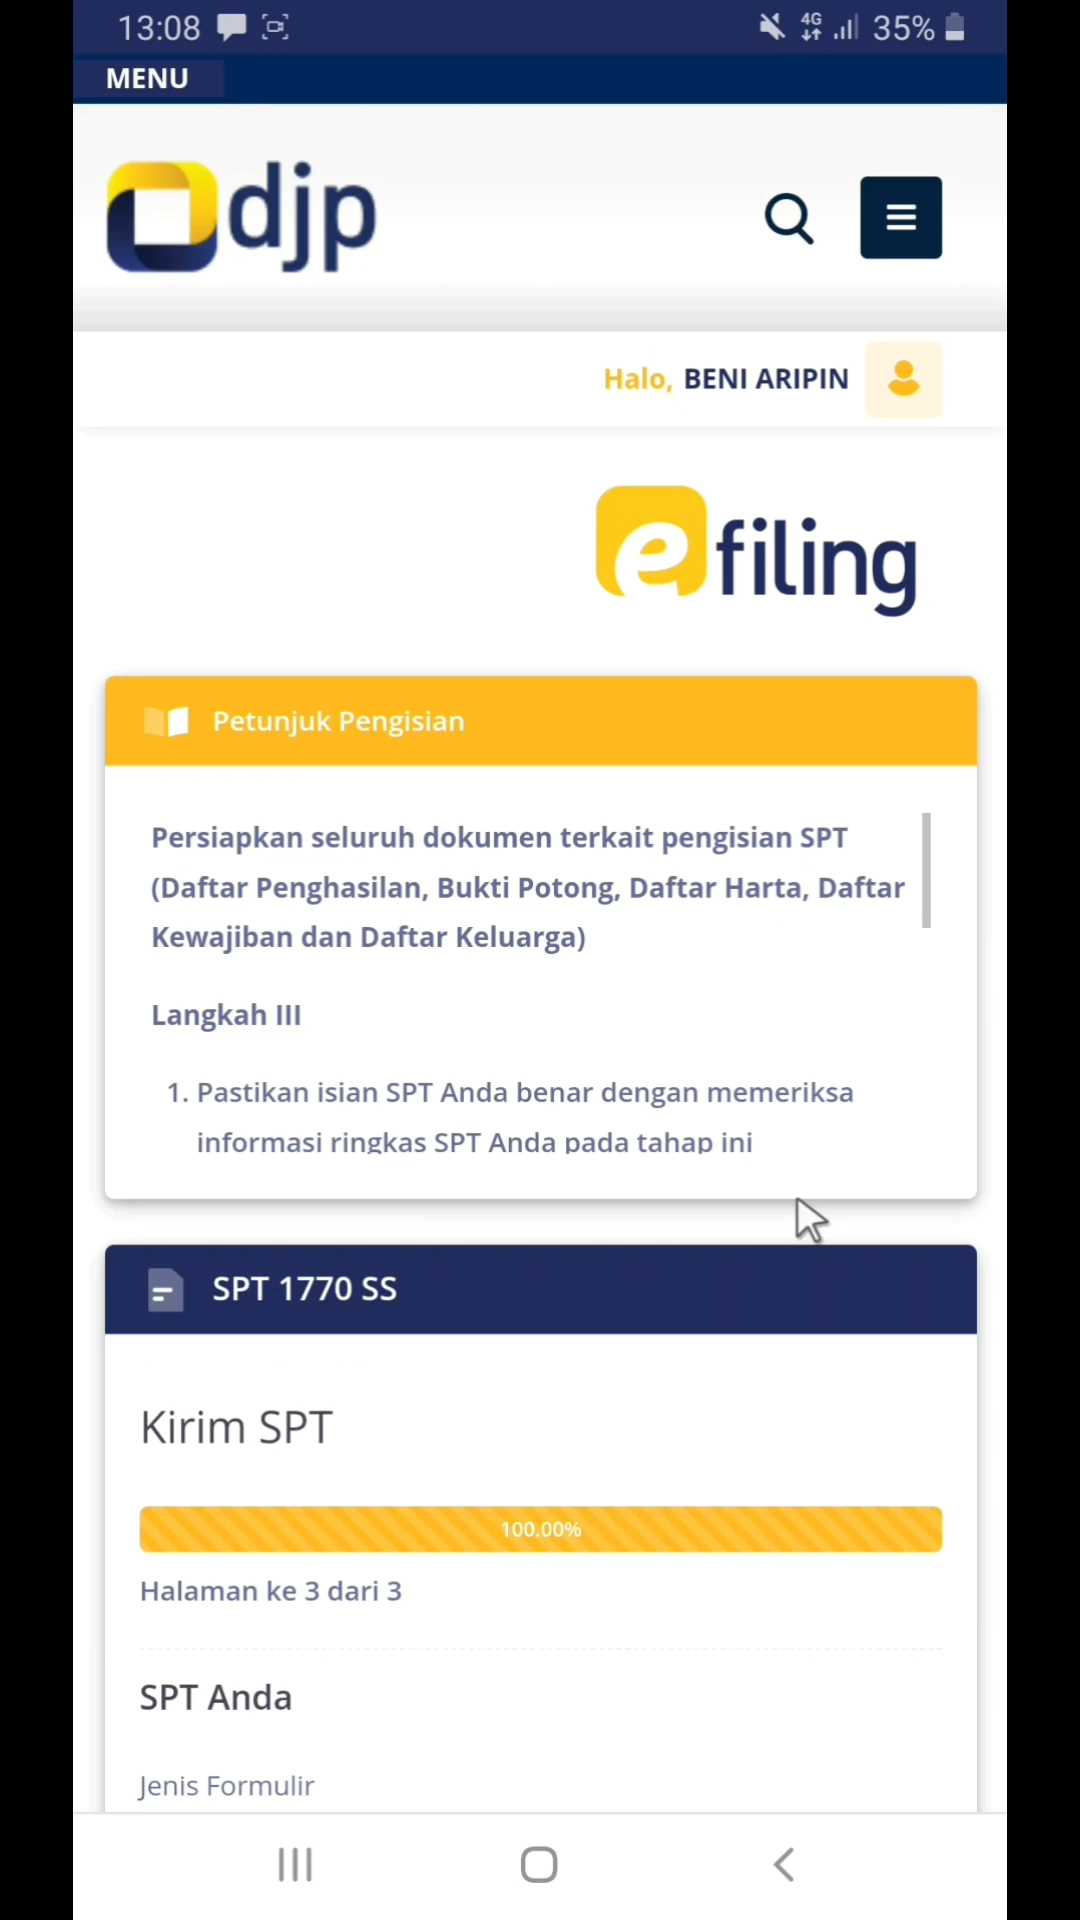 13:08
4G
35%
MENU
djp
Halo, BENI ARIPIN
e filing
Petunjuk Pengisian
Persiapkan seluruh dokumen terkait pengisian SPT
(Daftar Penghasilan, Bukti Potong, Daftar Harta, Daftar
Kewajiban dan Daftar Keluarga)
Langkah III
1. Pastikan isian SPT Anda benar dengan memeriksa
informasi ringkas SPT Anda pada tahap ini
SPT 1770 SS
Kirim SPT
100.00%
Halaman ke 3 dari 3
SPT Anda
Jenis Formulir